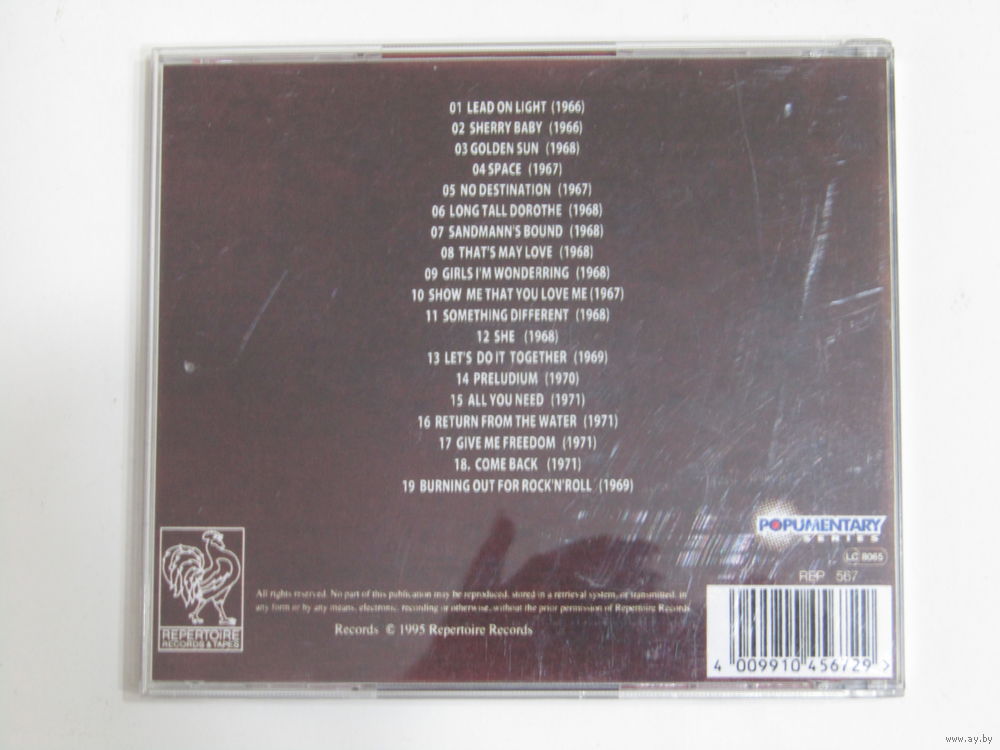 01 LEAD ON LIGHT (1966)
02 SHERRY BABY (1966)
03 GOLDEN SUN (1968)
04 SPACE (1967)
05 NO DESTINATION (1967)
06 LONG TALL DOROTHE (1968)
07 SANDMANN'S BOUND (1968)
08 THAT'S MAY LOVE (1968)
09 GIRLS I'M WONDERRING (1968)
10 SHOW ME THAT YOU LOVE ME (1967)
11 SOMETHING DIFFERENT (1968)
12 SHE (1968)
13 LET'S DO IT TOGETHER (1969)
14 PRELUDIUM (1970)
15 ALL YOU NEED (1971)
16 RETURN FROM THE WATER (1971)
17 GIVE ME FREEDOM (1971)
18. COME BACK (1971)
19 BURNING OUT FOR ROCK'N'ROLL (1969)
POPUMENTARY
SERIES
LC 8065
REP 567
All rights reserved. No part of this publication may be reproduced, stored in a retrieval system, or transmitted, in
any form or by any means, electronic, recording or otherwise, without the prior permission of Repertoire Records.
Records © 1995 Repertoire Records
REPERTOIRE
RECORDS & TAPES
4 009910 456729 >
www.ay.by